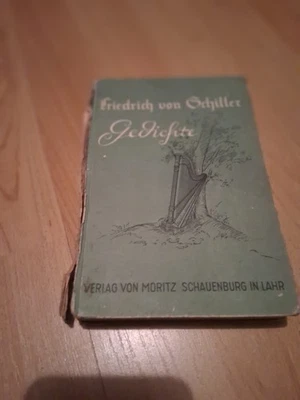 Friedrich von Schiller
Gedichte
VERLAG VON MORITZ SCHAUENBURG IN LAHR